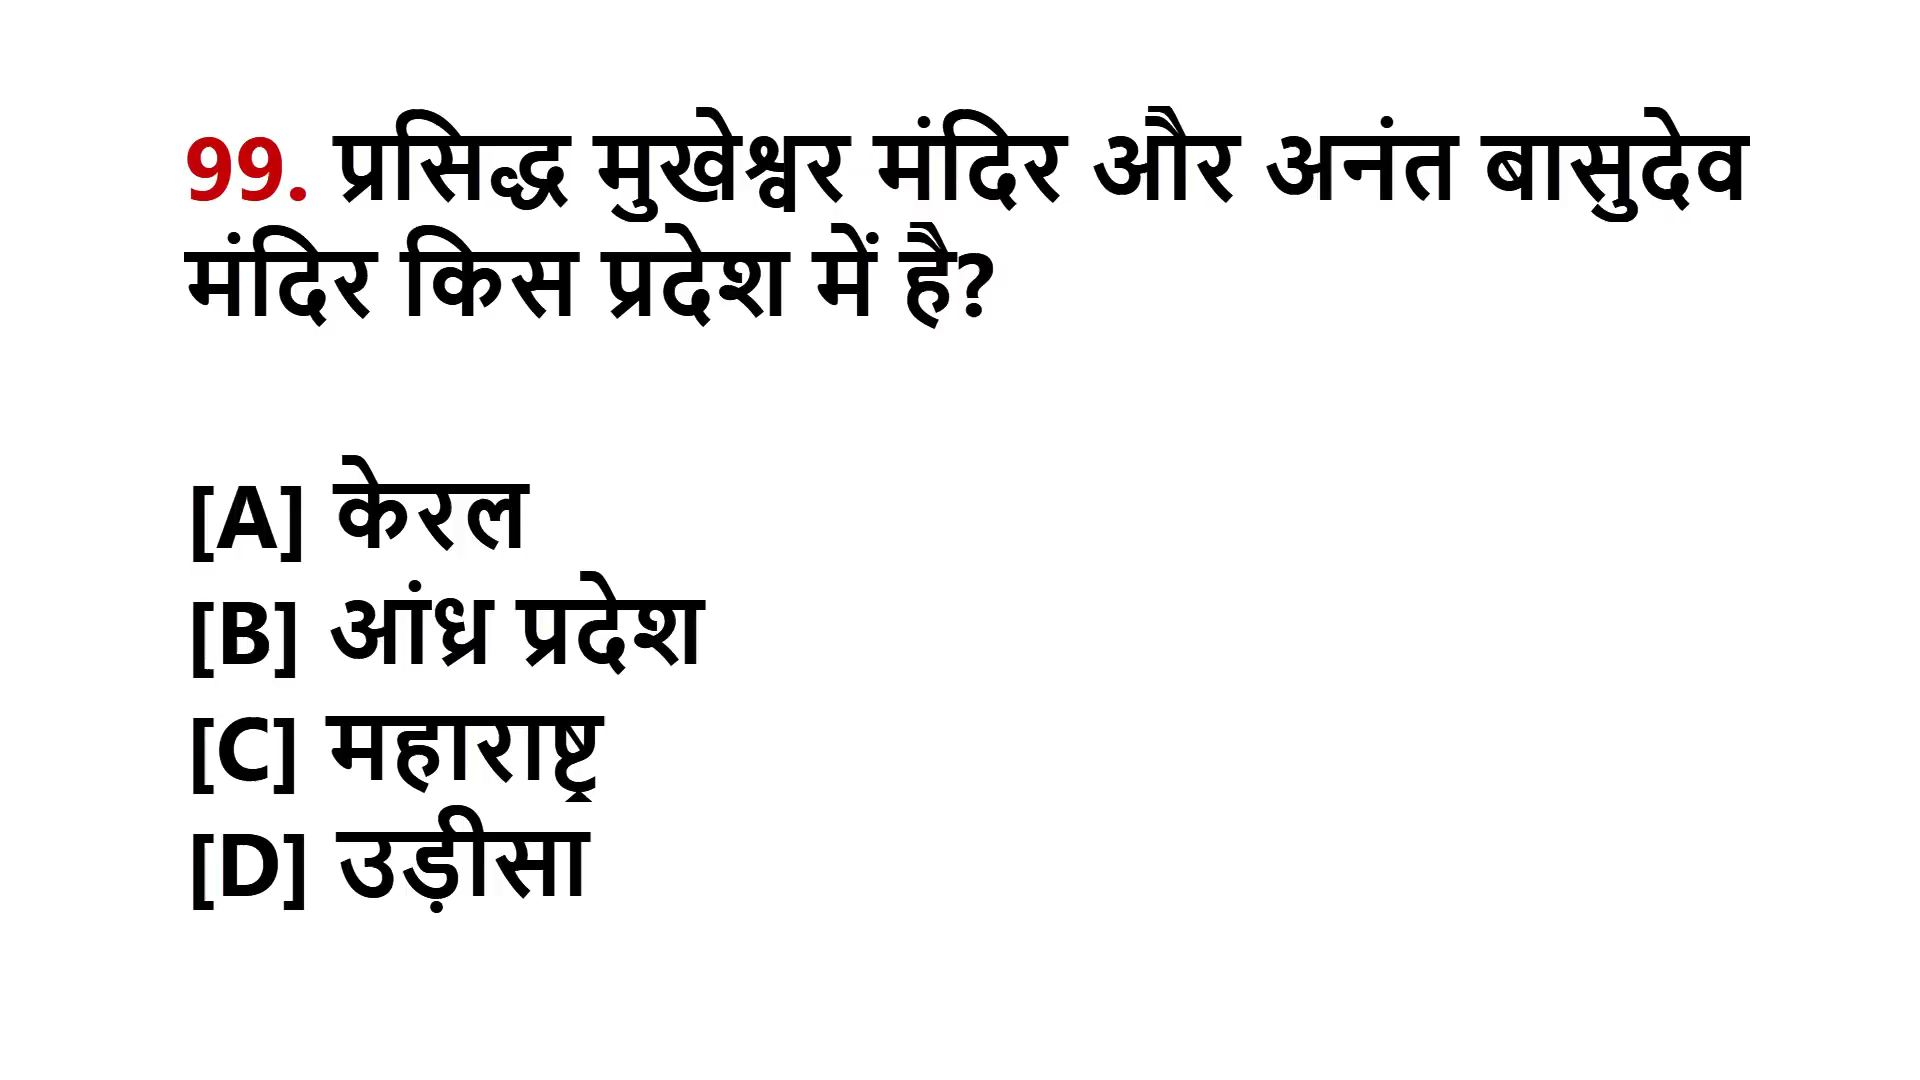 99. प्रसिद्ध मुखेश्वर मंदिर और अनंत बासुदेव
मंदिर किस प्रदेश में है?
[A] केरल
[B] आंध्र प्रदेश
[C] महाराष्ट्र
[D] उड़ीसा